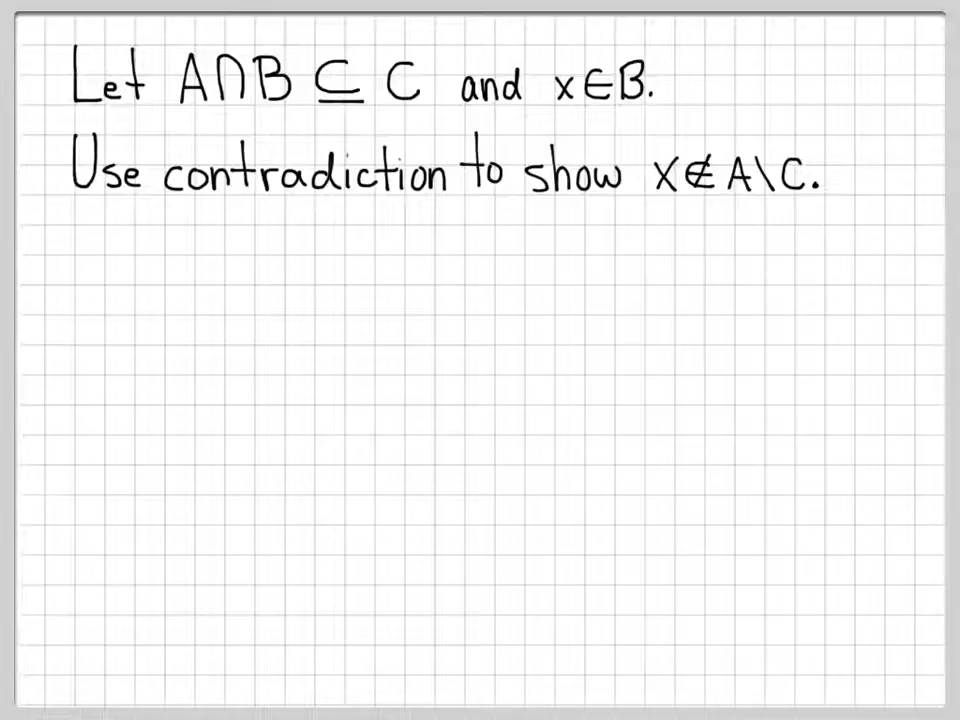 Let A∩B ⊆ C and x∈B.
Use contradiction to show x∉A\C.